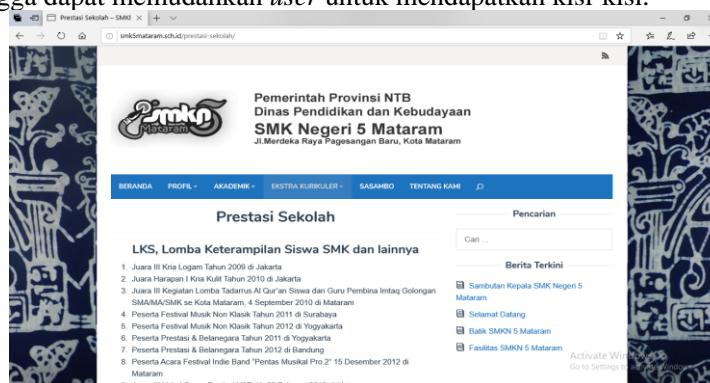 ngga dapat memudahkan user untuk mendapatkan kisi-kisi.
Prestasi Sekolah – SMKN
smk5mataram.sch.id/prestasi-sekolah/
smkn5
Mataram
Pemerintah Provinsi NTB
Dinas Pendidikan dan Kebudayaan
SMK Negeri 5 Mataram
Jl.Merdeka Raya Pagesangan Baru, Kota Mataram
BERANDA PROFIL AKADEMIK EKSTRA KURIKULER SASAMBO TENTANG KAMI
Prestasi Sekolah
LKS, Lomba Keterampilan Siswa SMK dan lainnya
1. Juara III Kria Logam Tahun 2009 di Jakarta
2. Juara Harapan I Kria Kulit Tahun 2010 di Jakarta
3. Juara III Kegiatan Lomba Tadarrus Al Qur'an Siswa dan Guru Pembina Imtaq Golongan
SMA/MA/SMK se Kota Mataram, 4 September 2010 di Mataram
4. Peserta Festival Musik Non Klasik Tahun 2011 di Surabaya
5. Peserta Festival Musik Non Klasik Tahun 2012 di Yogyakarta
6. Peserta Prestasi & Belanegara Tahun 2011 di Yogyakarta
7. Peserta Prestasi & Belanegara Tahun 2012 di Bandung
8. Peserta Acara Festival Indie Band "Pentas Musikal Pro.2" 15 Desember 2012 di
Mataram
Pencarian
Cari ...
Berita Terkini
Sambutan Kepala SMK Negeri 5
Mataram
Selamat Datang
Batik SMKN 5 Mataram
Fasilitas SMKN 5 Mataram
Activate Windows
Go to Settings to activate Windows